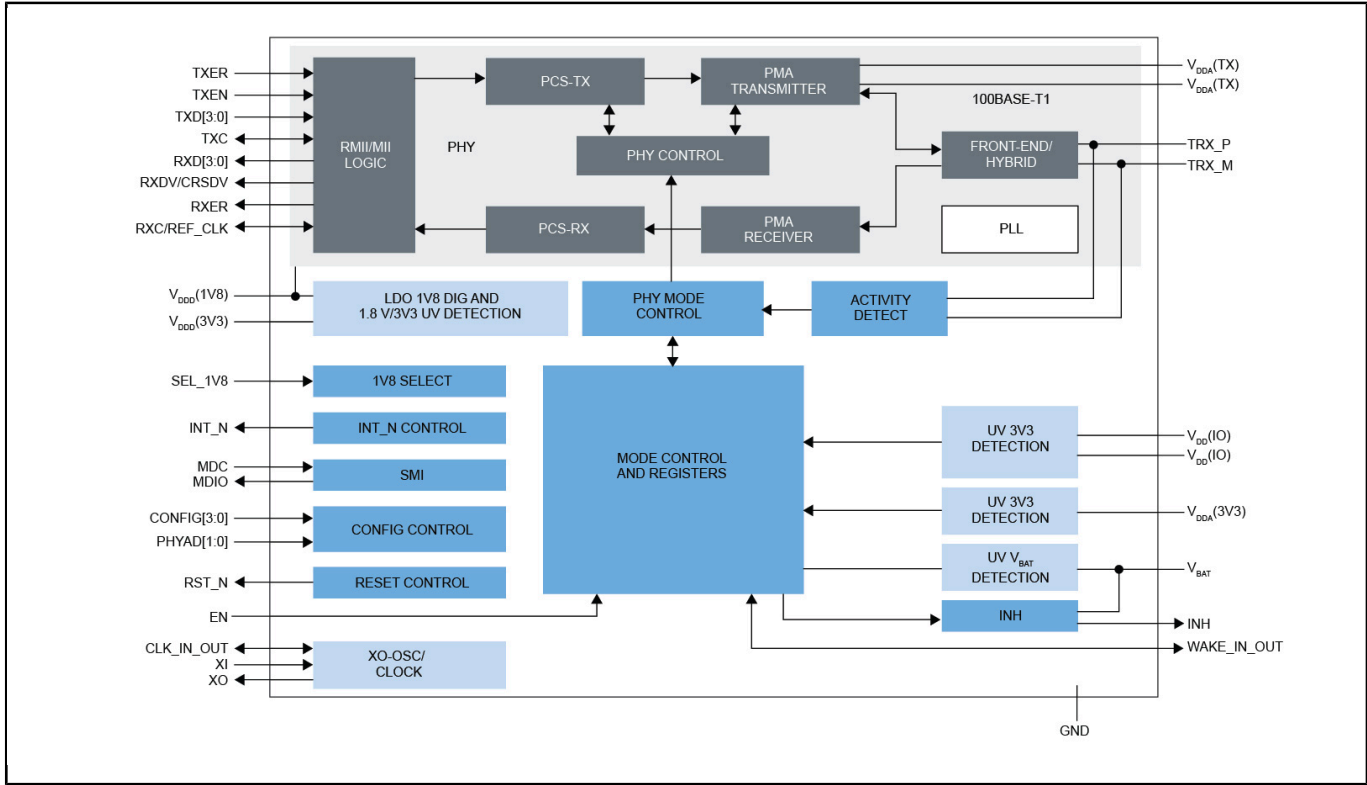 TXER
TXEN
TXD[3:0]
TXC
RXD[3:0]
RXDV/CRSDV
RXER
RXC/REF_CLK
RMII/MII
LOGIC
PHY
PCS-TX
PMA
TRANSMITTER
PHY CONTROL
PCS-RX
PMA
RECEIVER
100BASE-T1
FRONT-END/
HYBRID
PLL
VDDA(TX)
VDDA(TX)
TRX_P
TRX_M
VDDD(1V8)
VDDD(3V3)
LDO 1V8 DIG AND
1.8 V/3V3 UV DETECTION
PHY MODE
CONTROL
ACTIVITY
DETECT
SEL_1V8
1V8 SELECT
INT_N
INT_N CONTROL
MDC
MDIO
SMI
CONFIG[3:0]
PHYAD[1:0]
CONFIG CONTROL
RST_N
RESET CONTROL
EN
CLK_IN_OUT
XI
XO
XO-OSC/
CLOCK
MODE CONTROL
AND REGISTERS
UV 3V3
DETECTION
VDD(IO)
VDD(IO)
UV 3V3
DETECTION
VDDA(3V3)
UV VBAT
DETECTION
VBAT
INH
INH
WAKE_IN_OUT
GND